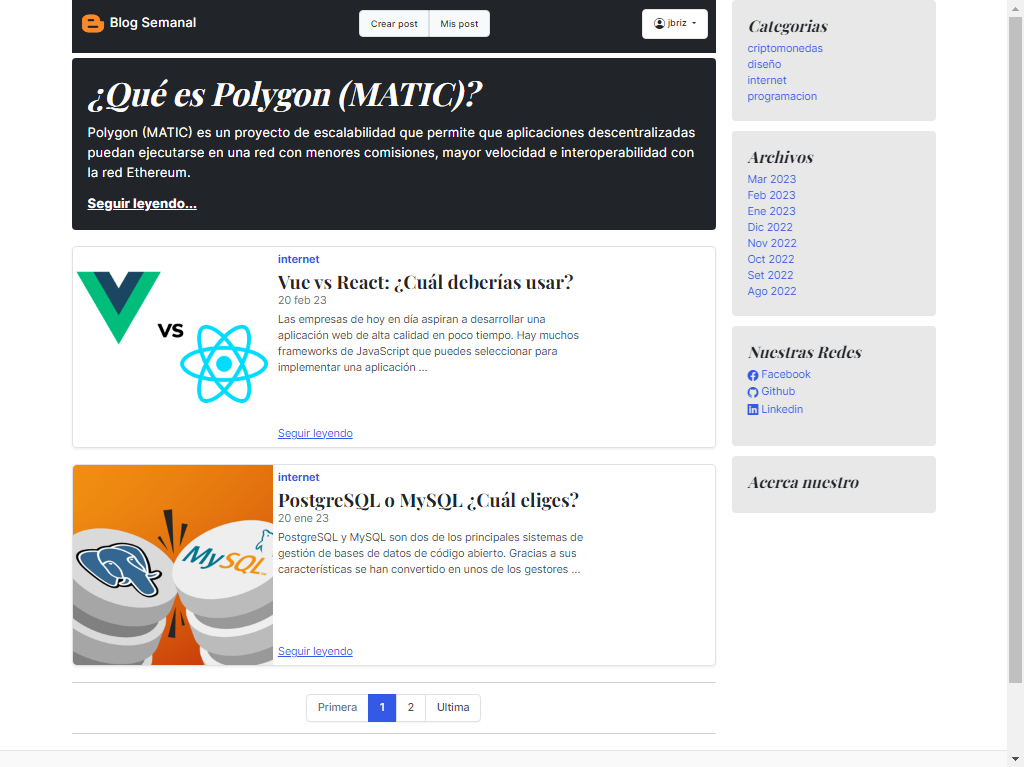 Blog Semanal
Crear post
Mis post
jbriz
¿Qué es Polygon (MATIC)?
Polygon (MATIC) es un proyecto de escalabilidad que permite que aplicaciones descentralizadas
puedan ejecutarse en una red con menores comisiones, mayor velocidad e interoperabilidad con
la red Ethereum.
Seguir leyendo...
VS
internet
Vue vs React: ¿Cuál deberías usar?
20 feb 23
Las empresas de hoy en día aspiran a desarrollar una
aplicación web de alta calidad en poco tiempo. Hay muchos
frameworks de JavaScript que puedes seleccionar para
implementar una aplicación ...
Seguir leyendo
MySQL
internet
PostgreSQL o MySQL ¿Cuál eliges?
20 ene 23
PostgreSQL y MySQL son dos de los principales sistemas de
gestión de bases de datos de código abierto. Gracias a sus
características se han convertido en unos de los gestores ...
Seguir leyendo
Primera
1
2
Ultima
Categorias
criptomonedas
diseño
internet
programacion
Archivos
Mar 2023
Feb 2023
Ene 2023
Dic 2022
Nov 2022
Oct 2022
Set 2022
Ago 2022
Nuestras Redes
Facebook
Github
Linkedin
Acerca nuestro